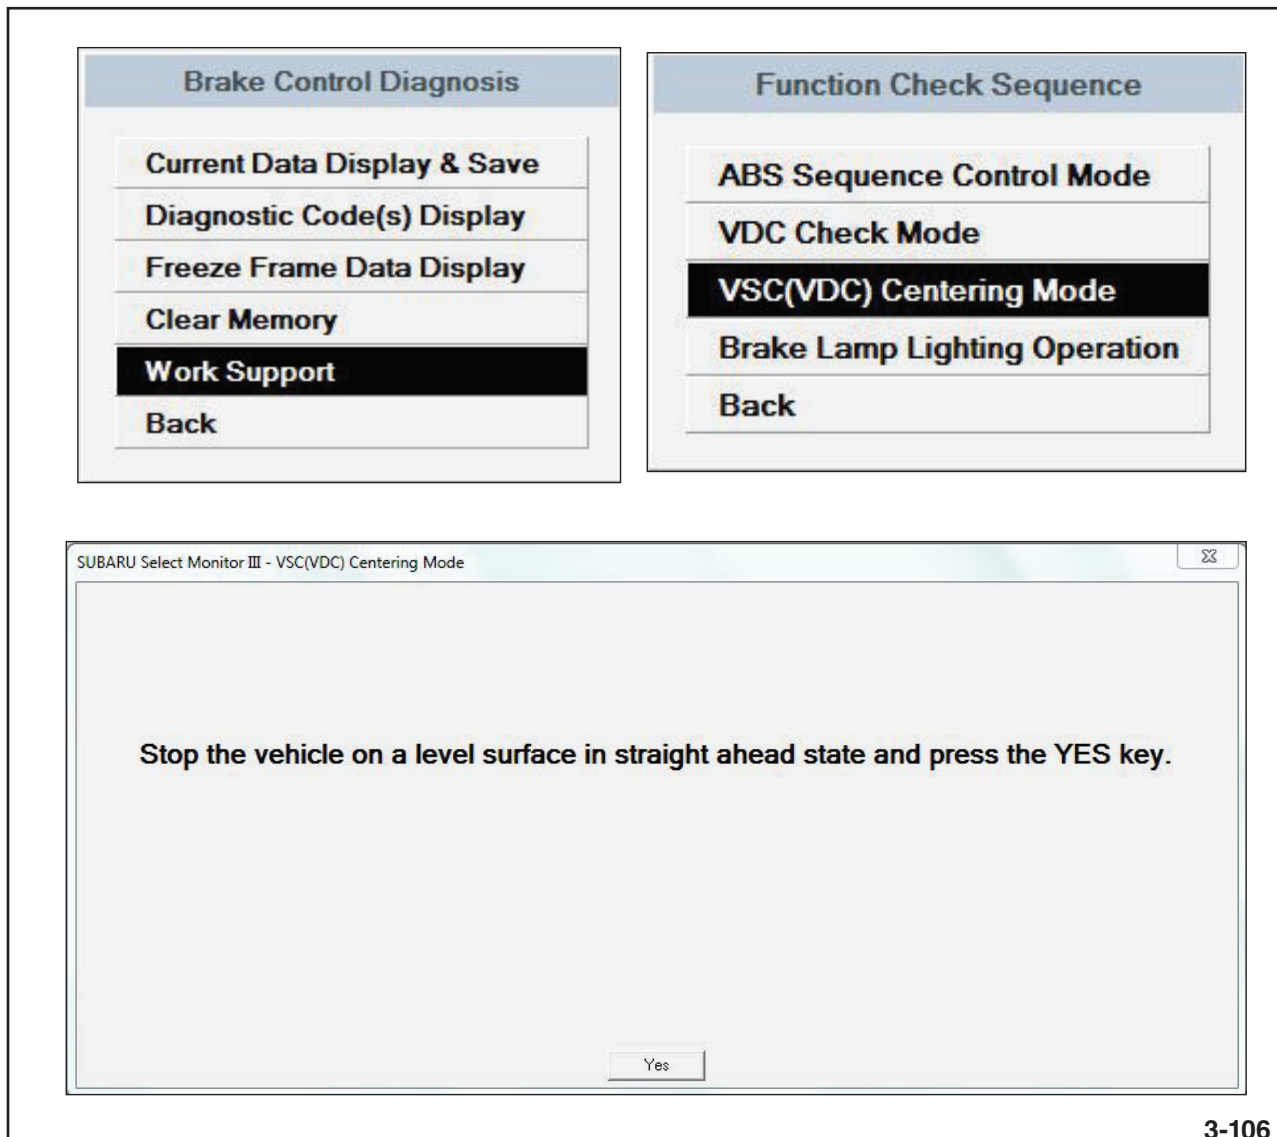 Brake Control Diagnosis
Current Data Display & Save
Diagnostic Code(s) Display
Freeze Frame Data Display
Clear Memory
Work Support
Back
Function Check Sequence
ABS Sequence Control Mode
VDC Check Mode
VSC(VDC) Centering Mode
Brake Lamp Lighting Operation
Back
SUBARU Select Monitor III - VSC(VDC) Centering Mode
Stop the vehicle on a level surface in straight ahead state and press the YES key.
Yes
3-106